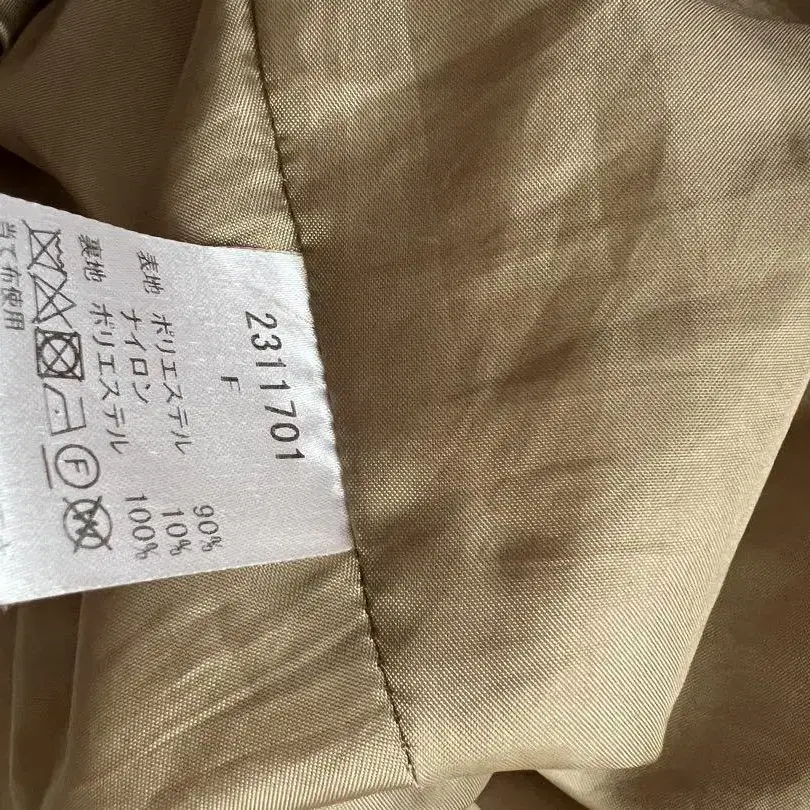 2311701
F
表地 ポリエステル 90%
ナイロン 10%
裏地 ポリエステル 100%
F
W
当て布使用